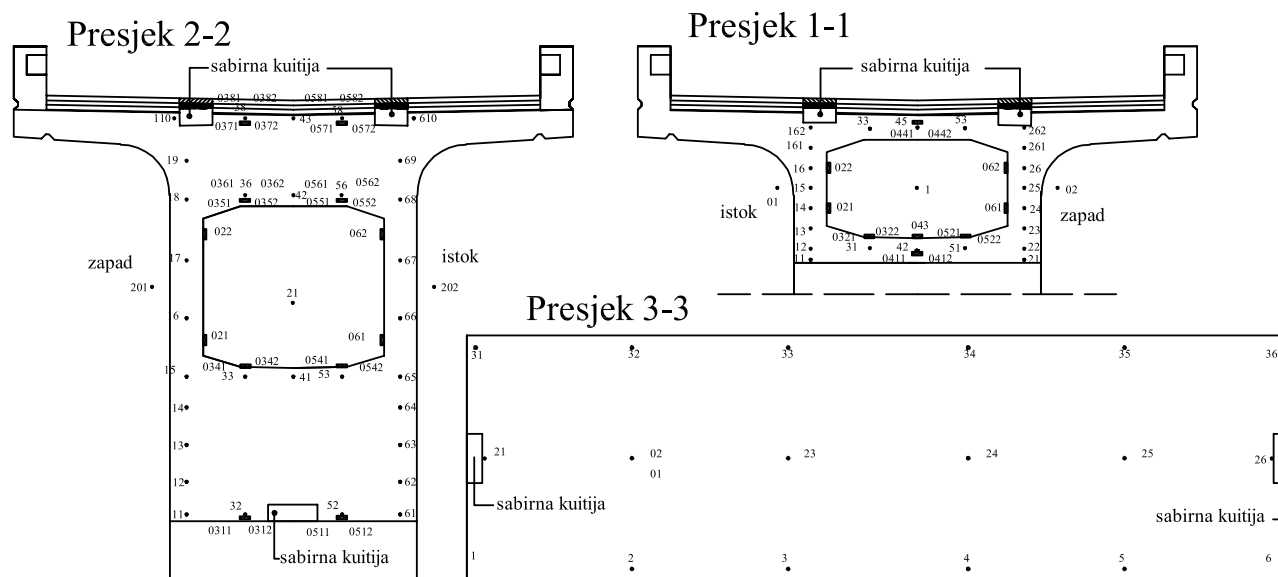 Presjek 2-2
sabirna kuitija
0381 0382 0581 0582
38 58
110 43 610
0371 0372 0571 0572
19 69
0361 36 0362 0561 56 0562
18 42 68
0351 0352 0551 0552
022 062
zapad 17 67 istok
201 21 202
6 66
021 061
0341 0342 0541 0542
15 33 41 53 65
14 64
13 63
12 62
11 32 52 61
0311 0312 0511 0512
sabirna kuitija
Presjek 1-1
sabirna kuitija
162 33 45 53 262
0441 0442
161 261
16 022 062 26
15 1 25 02
01
istok 14 021 061 24 zapad
13 043 23
0321 0322 0521 0522
12 31 42 51 22
11 0411 0412 21
Presjek 3-3
31 32 33 34 35 36
21 02 23 24 25 26
01
sabirna kuitija
sabirna kuitija
1 2 3 4 5 6